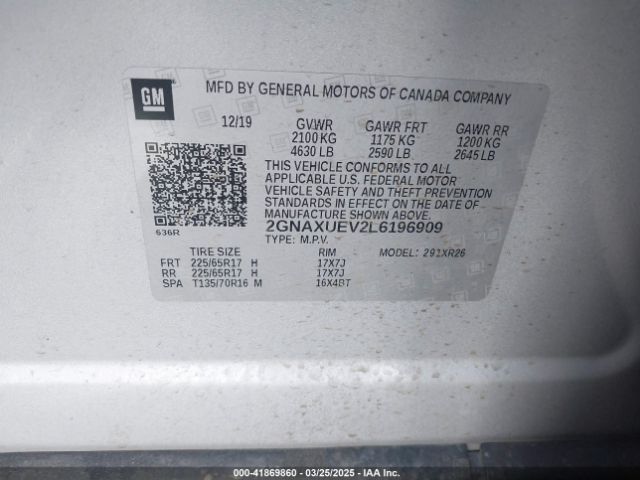 GM
MFD BY GENERAL MOTORS OF CANADA COMPANY
12/19 GVWR GAWR FRT GAWR RR
2100 KG 1175 KG 1200 KG
4630 LB 2590 LB 2645 LB
THIS VEHICLE CONFORMS TO ALL
APPLICABLE U.S. FEDERAL MOTOR
VEHICLE SAFETY AND THEFT PREVENTION
STANDARDS IN EFFECT ON THE DATE OF
MANUFACTURE SHOWN ABOVE.
2GNAXUEV2L6196909
636R
TYPE: M.P.V. MODEL: 291XR26
TIRE SIZE RIM
FRT 225/65R17 H 17X7J
RR 225/65R17 H 17X7J
SPA T135/70R16 M 16X4BT
000-41869860 / 03/25/2025 / IAA Inc.